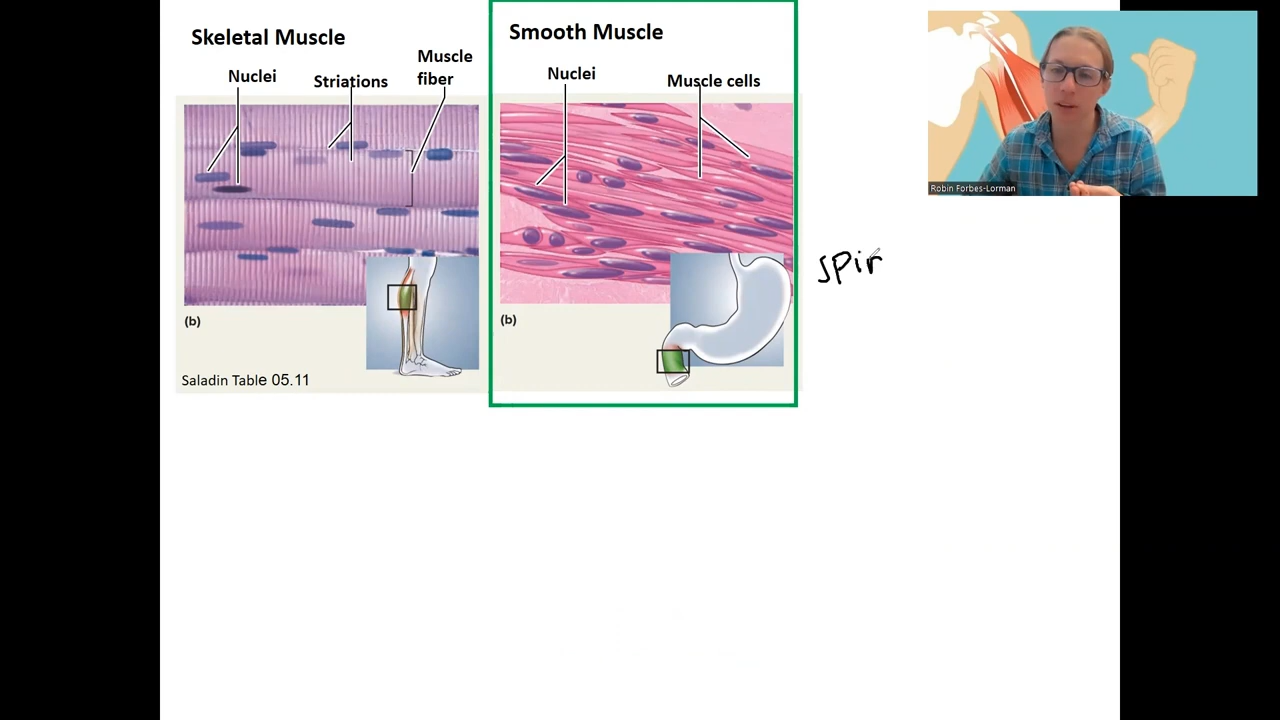 Skeletal Muscle
Nuclei
Striations
Muscle
fiber
(b)
Saladin Table 05.11
Smooth Muscle
Nuclei
Muscle cells
(b)
spir
Robin Forbes-Lorman